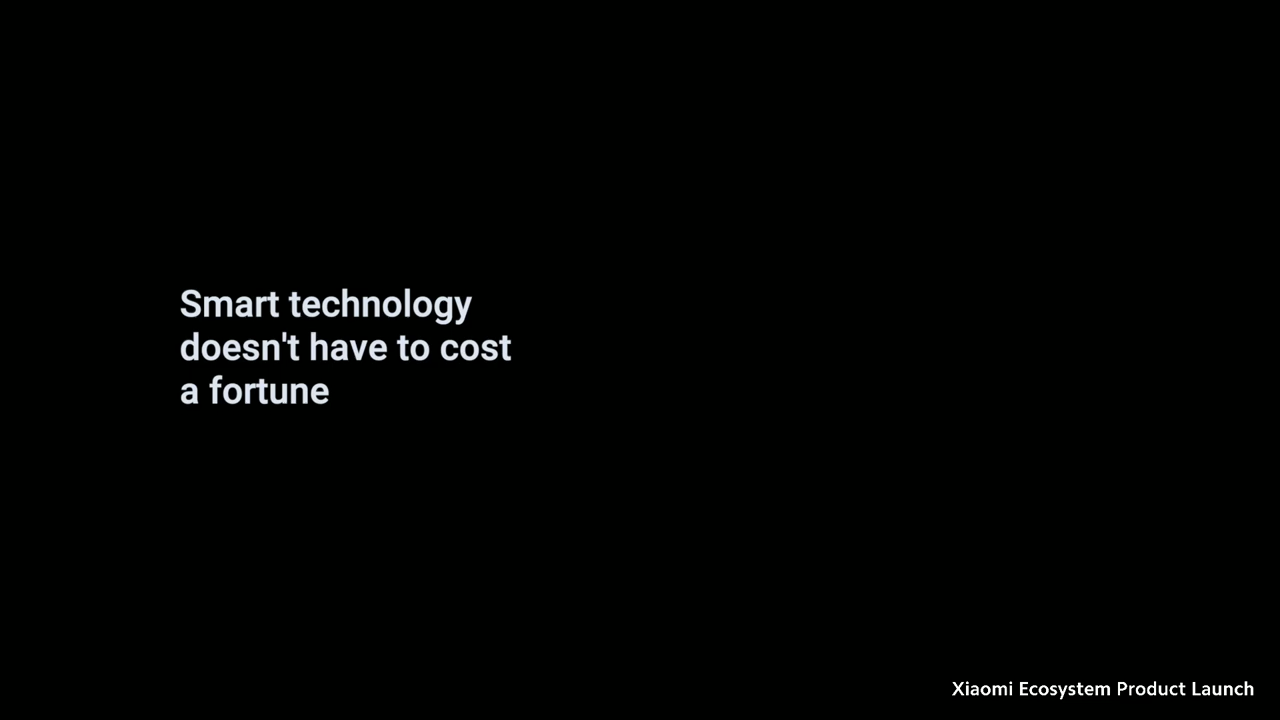 Smart technology
doesn't have to cost
a fortune
Xiaomi Ecosystem Product Launch